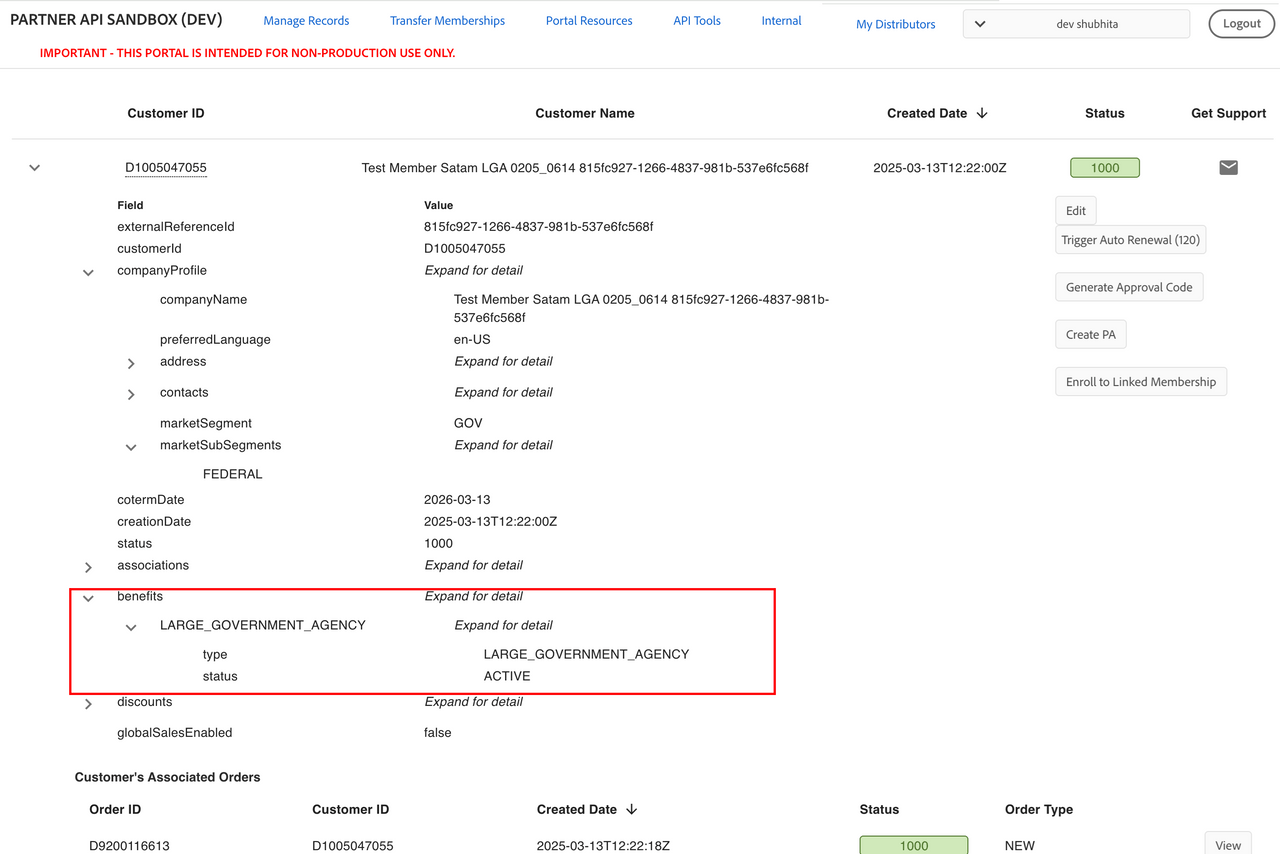 PARTNER API SANDBOX (DEV) Manage Records Transfer Memberships Portal Resources API Tools Internal My Distributors dev shubhita Logout
IMPORTANT - THIS PORTAL IS INTENDED FOR NON-PRODUCTION USE ONLY.
Customer ID Customer Name Created Date Status Get Support
D1005047055 Test Member Satam LGA 0205_0614 815fc927-1266-4837-981b-537e6fc568f 2025-03-13T12:22:00Z 1000
Field Value Edit
externalReferenceId 815fc927-1266-4837-981b-537e6fc568f
customerId D1005047055 Trigger Auto Renewal (120)
companyProfile Expand for detail
Generate Approval Code
companyName Test Member Satam LGA 0205_0614 815fc927-1266-4837-981b-
537e6fc568f
preferredLanguage en-US Create PA
address Expand for detail
Enroll to Linked Membership
contacts Expand for detail
marketSegment GOV
marketSubSegments Expand for detail
FEDERAL
cotermDate 2026-03-13
creationDate 2025-03-13T12:22:00Z
status 1000
associations Expand for detail
benefits Expand for detail
LARGE_GOVERNMENT_AGENCY Expand for detail
type LARGE_GOVERNMENT_AGENCY
status ACTIVE
discounts Expand for detail
globalSalesEnabled false
Customer's Associated Orders
Order ID Customer ID Created Date Status Order Type
D9200116613 D1005047055 2025-03-13T12:22:18Z 1000 NEW View